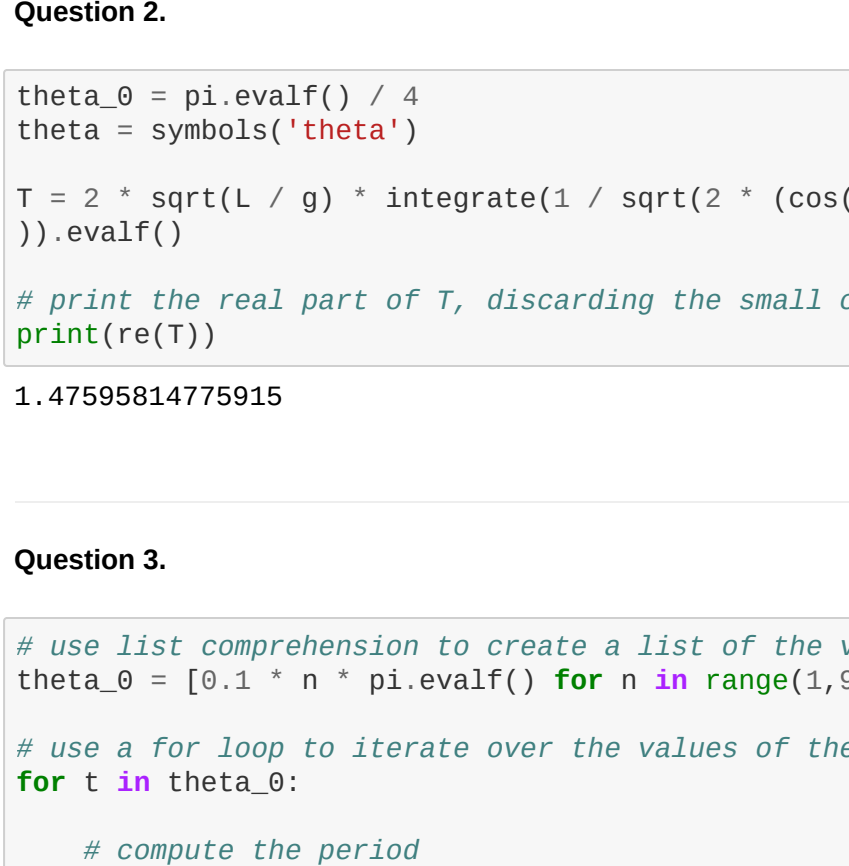 Question 2.
theta_0 = pi.evalf() / 4
theta = symbols('theta')
T = 2 * sqrt(L / g) * integrate(1 / sqrt(2 * (cos(
)).evalf()
# print the real part of T, discarding the small
print(re(T))
1.47595814775915
Question 3.
# use list comprehension to create a list of the
theta_0 = [0.1 * n * pi.evalf() for n in range(1,9
# use a for loop to iterate over the values of the
for t in theta_0:
# compute the period